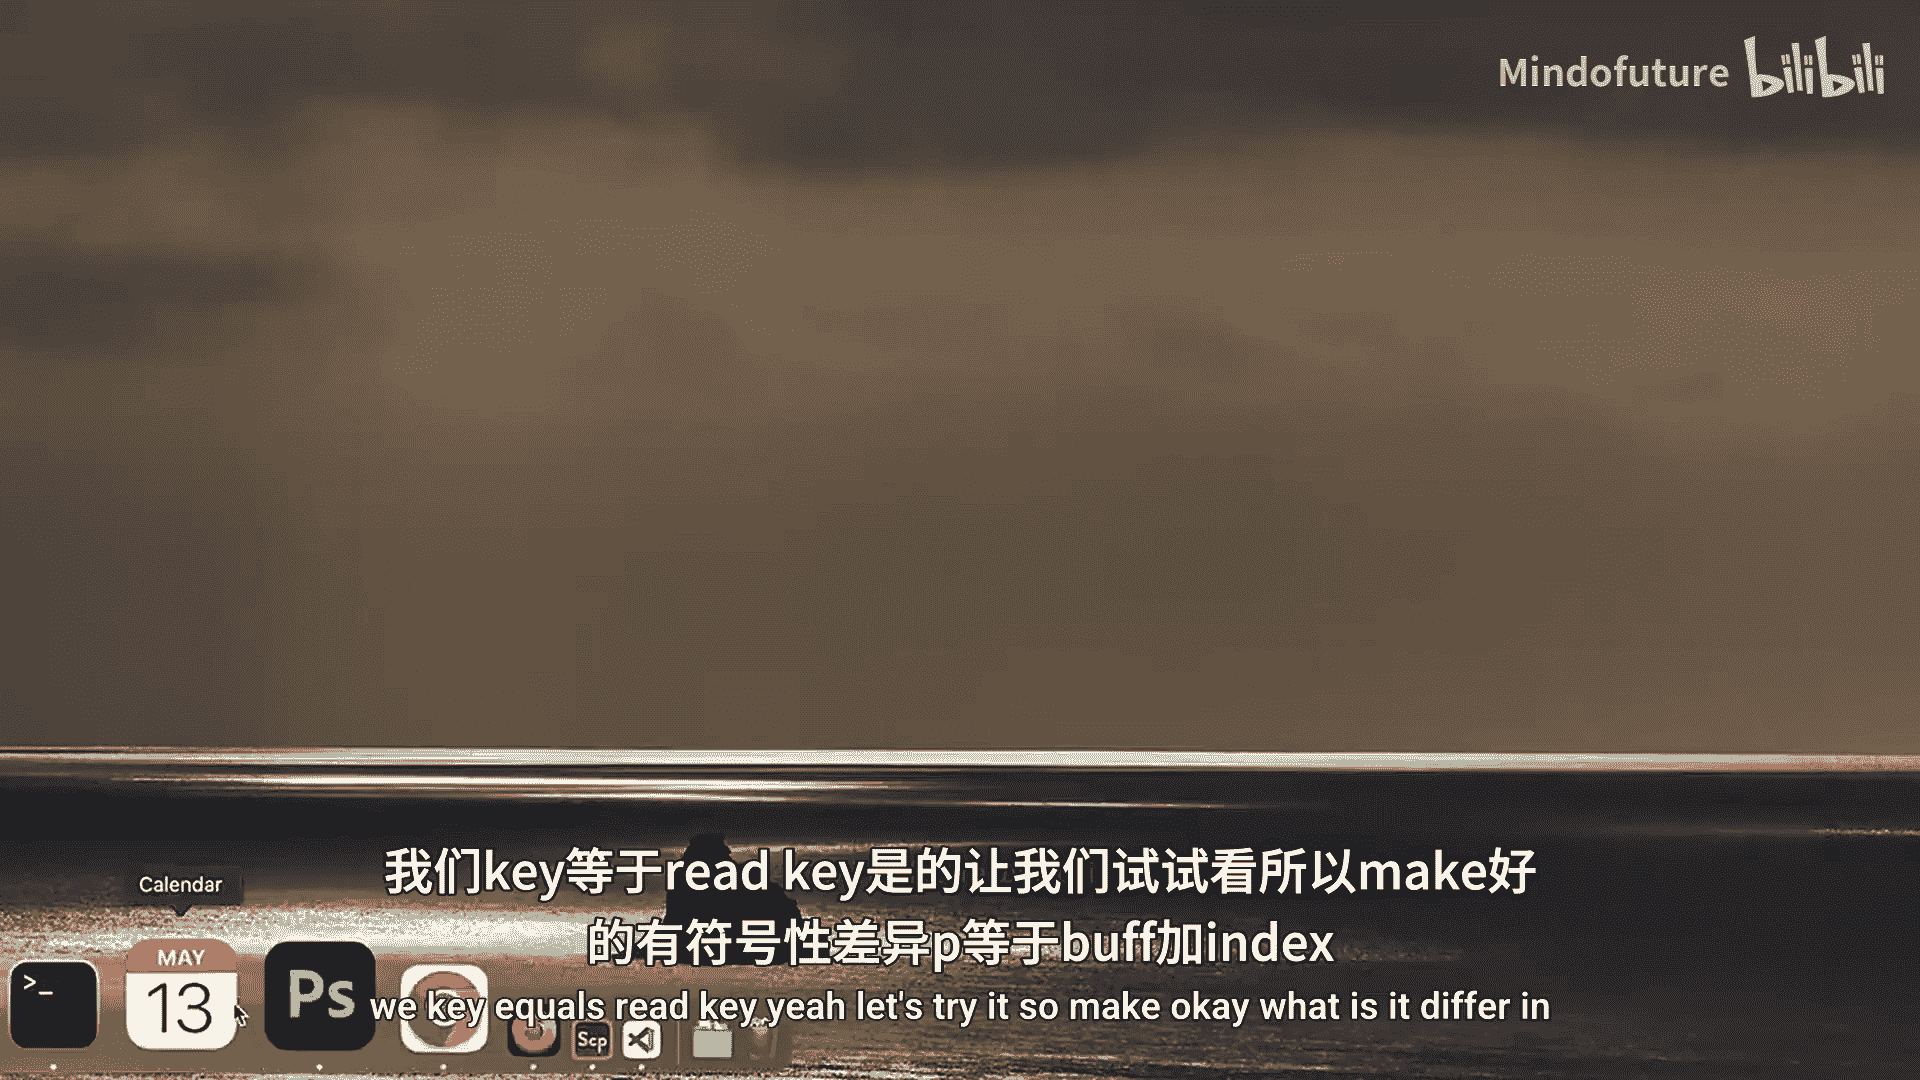 Mindofuture bilibili
我们key等于read key是的让我们试试看所以make好
的有符号性差异p等于buff加index
we key equals read key yeah let's try it so make okay what is it differ in
Calendar
MAY
13
>_
Ps
Scp